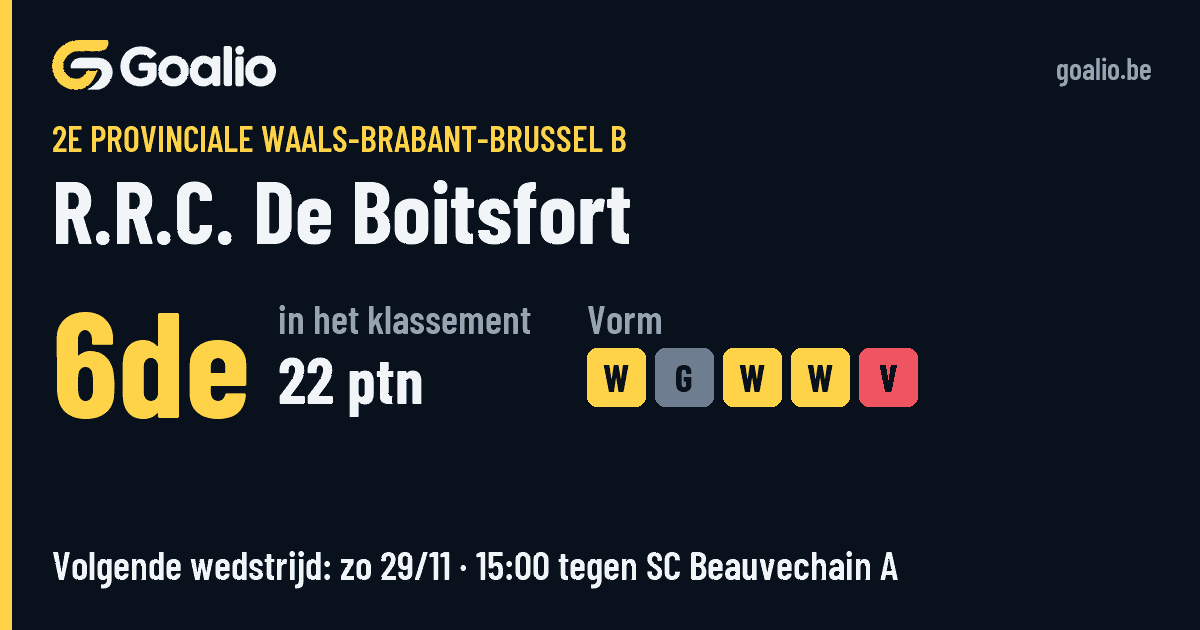 Goalio
goalio.be
2E PROVINCIALE WAALS-BRABANT-BRUSSEL B
R.R.C. De Boitsfort
6de
in het klassement
22 ptn
Vorm
W G W W V
Volgende wedstrijd: zo 29/11 · 15:00 tegen SC Beauvechain A